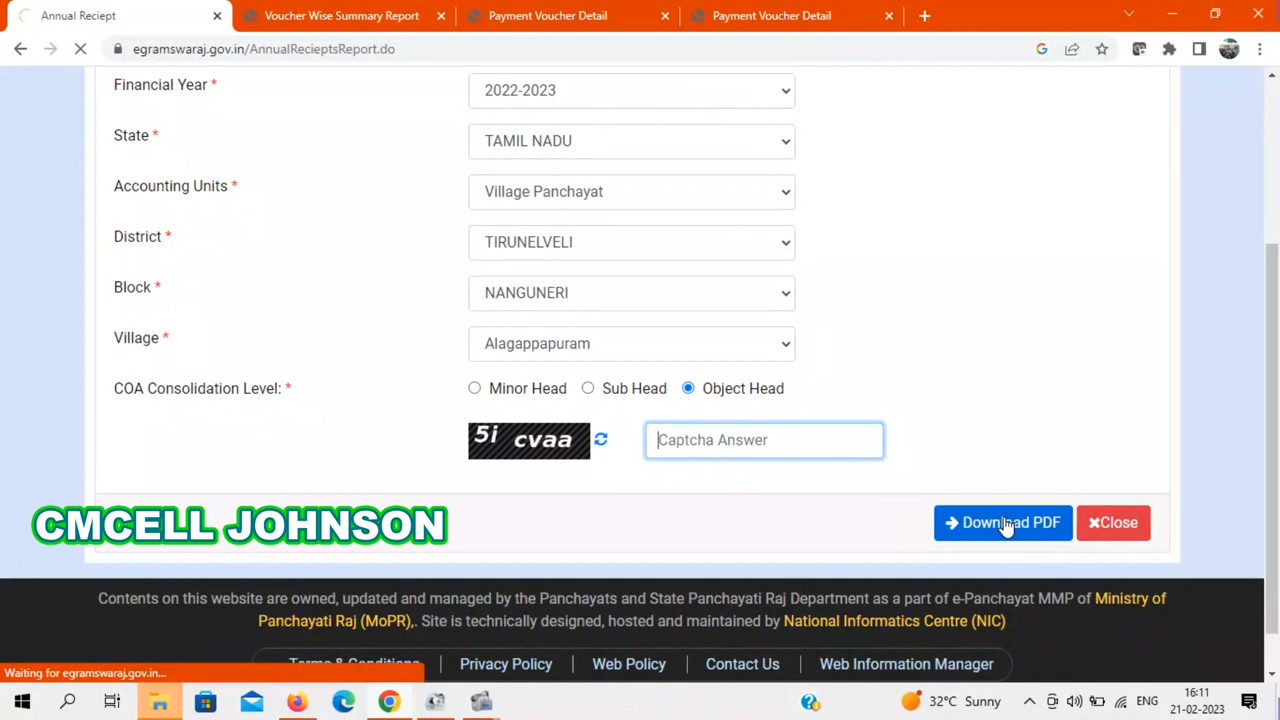 Annual Reciept
Voucher Wise Summary Report
Payment Voucher Detail
Payment Voucher Detail
egramswaraj.gov.in/AnnualRecieptsReport.do
Financial Year *
2022-2023
State *
TAMIL NADU
Accounting Units *
Village Panchayat
District *
TIRUNELVELI
Block *
NANGUNERI
Village *
Alagappapuram
COA Consolidation Level: *
Minor Head
Sub Head
Object Head
5i cvaa
Captcha Answer
CMCELL JOHNSON
Download PDF
Close
Contents on this website are owned, updated and managed by the Panchayats and State Panchayati Raj Department as a part of e-Panchayat MMP of Ministry of
Panchayati Raj (MoPR),. Site is technically designed, hosted and maintained by National Informatics Centre (NIC)
Terms & Conditions
Privacy Policy
Web Policy
Contact Us
Web Information Manager
Waiting for egramswaraj.gov.in...
32°C Sunny
ENG
16:11
21-02-2023